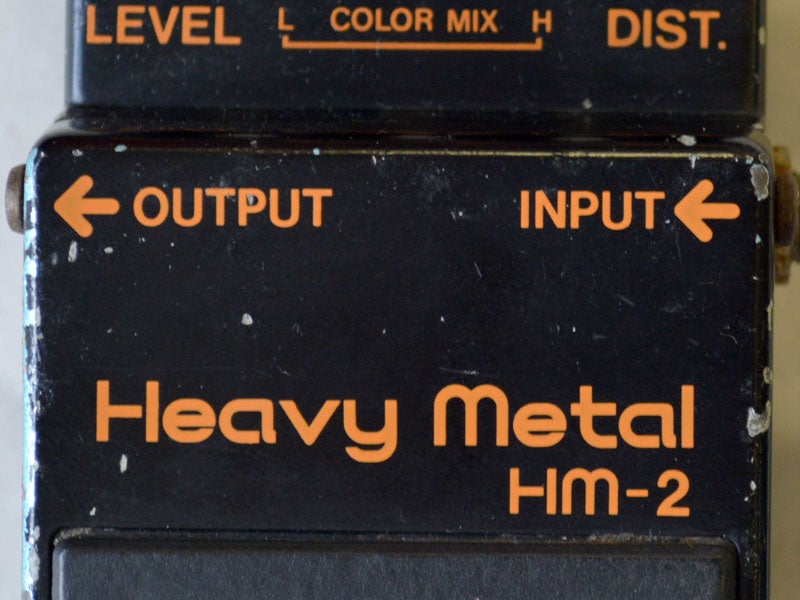 LEVEL L COLOR MIX H DIST.
OUTPUT INPUT
Heavy Metal
HM-2